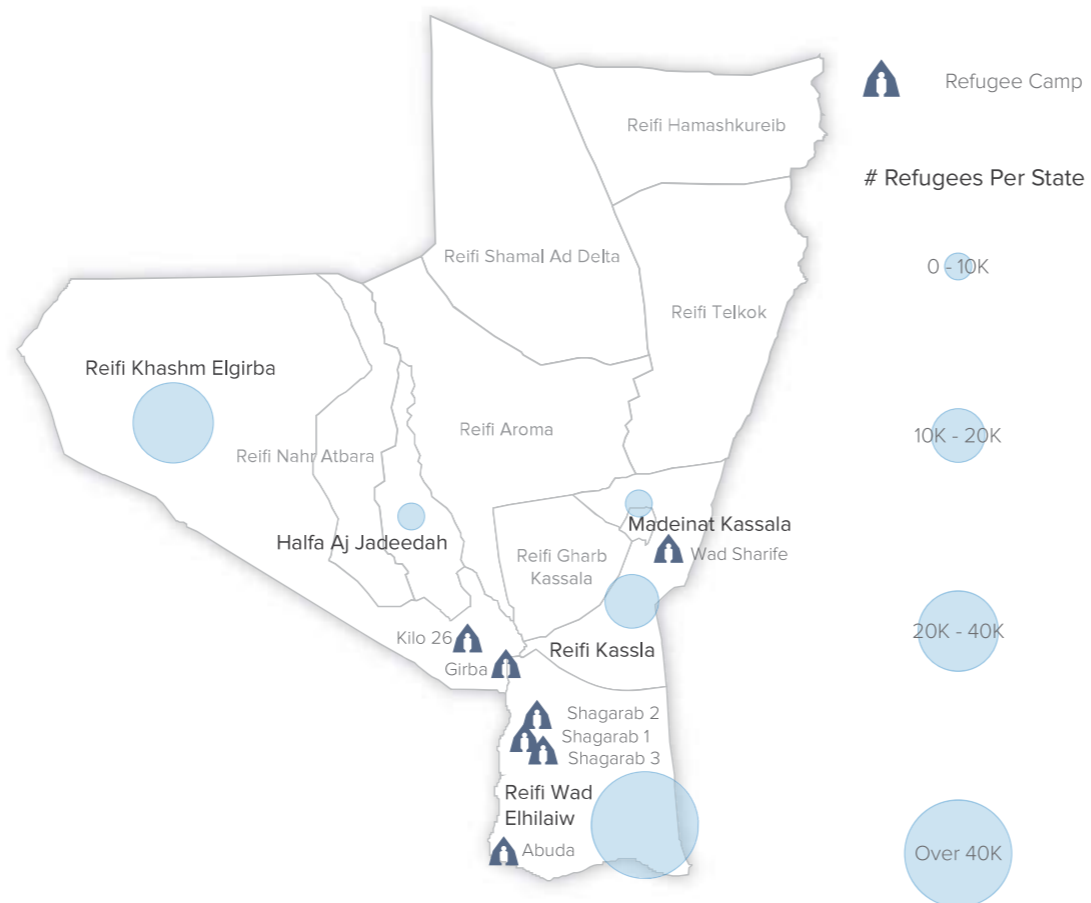 Refugee Camp
Reifi Hamashkureib
# Refugees Per State
Reifi Shamal Ad Delta
0 - 10K
Reifi Telkok
Reifi Khashm Elgirba
Reifi Aroma
10K - 20K
Reifi Nahr Atbara
Madeinat Kassala
Halfa Aj Jadeedah
Wad Sharife
Reifi Gharb
Kassala
20K - 40K
Kilo 26
Reifi Kassla
Girba
Shagarab 2
Shagarab 1
Shagarab 3
Reifi Wad
Elhilaiw
Abuda
Over 40K